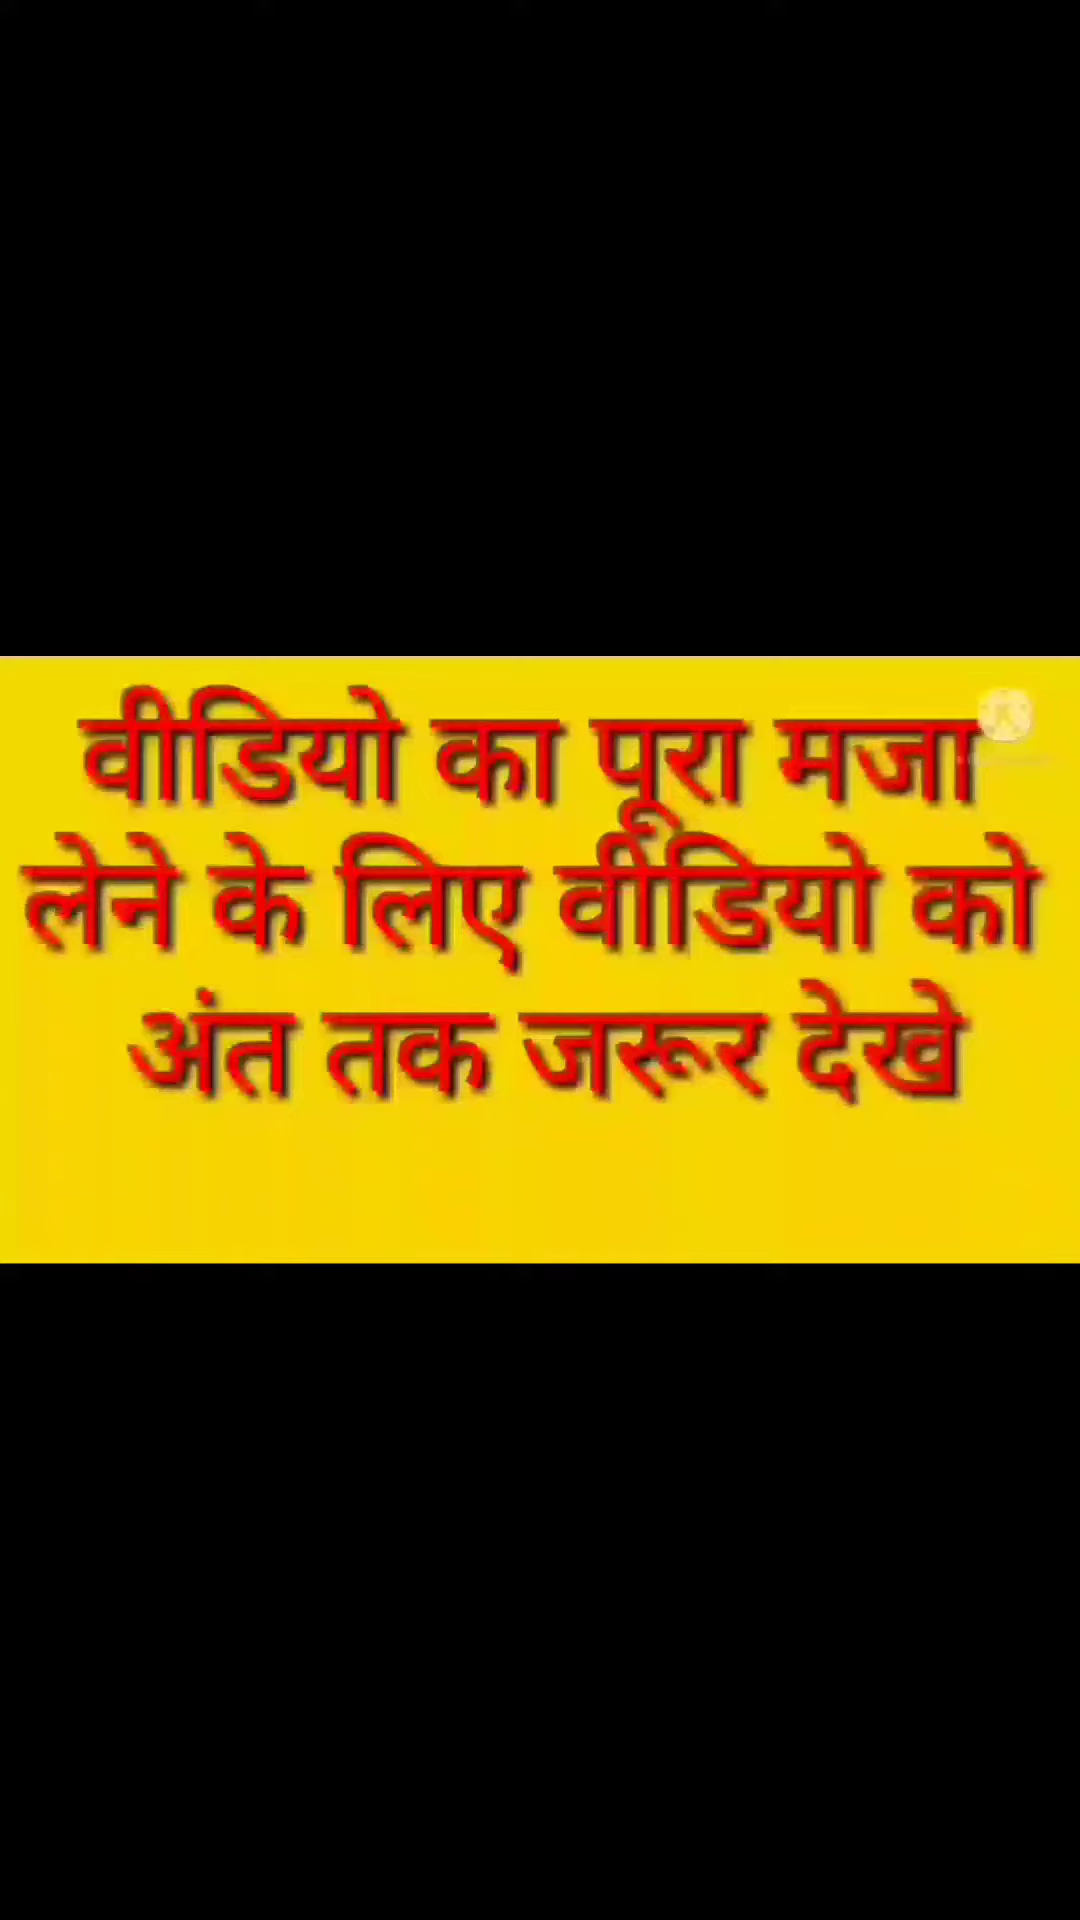 वीडियो का पूरा मजा
लेने के लिए वीडियो को
अंत तक जरूर देखे